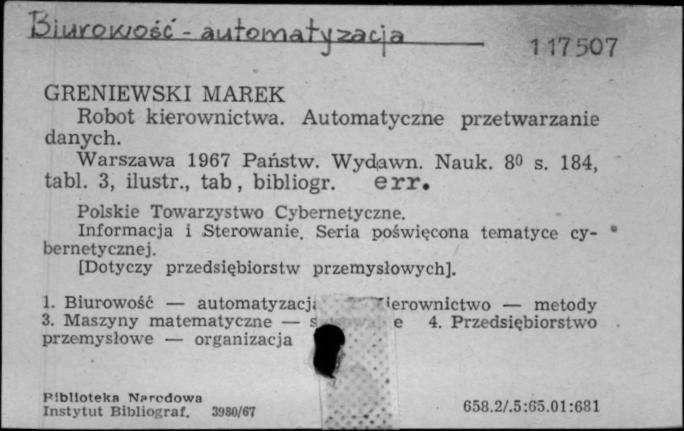 Biurowość - automatyzacja
117507
GRENIEWSKI MAREK
Robot kierownictwa. Automatyczne przetwarzanie
danych.
Warszawa 1967 Państw. Wydawn. Nauk. 8⁰ s. 184,
tabl. 3, ilustr., tab, bibliogr. err.
Polskie Towarzystwo Cybernetyczne.
Informacja i Sterowanie. Seria poświęcona tematyce cy-
bernetycznej.
[Dotyczy przedsiębiorstw przemysłowych].
1. Biurowość — automatyzacj ierownictwo — metody
3. Maszyny matematyczne — s e 4. Przedsiębiorstwo
przemysłowe — organizacja
Biblioteka Narodowa
Instytut Bibliograf. 3980/67
658.2/.5:65.01:681